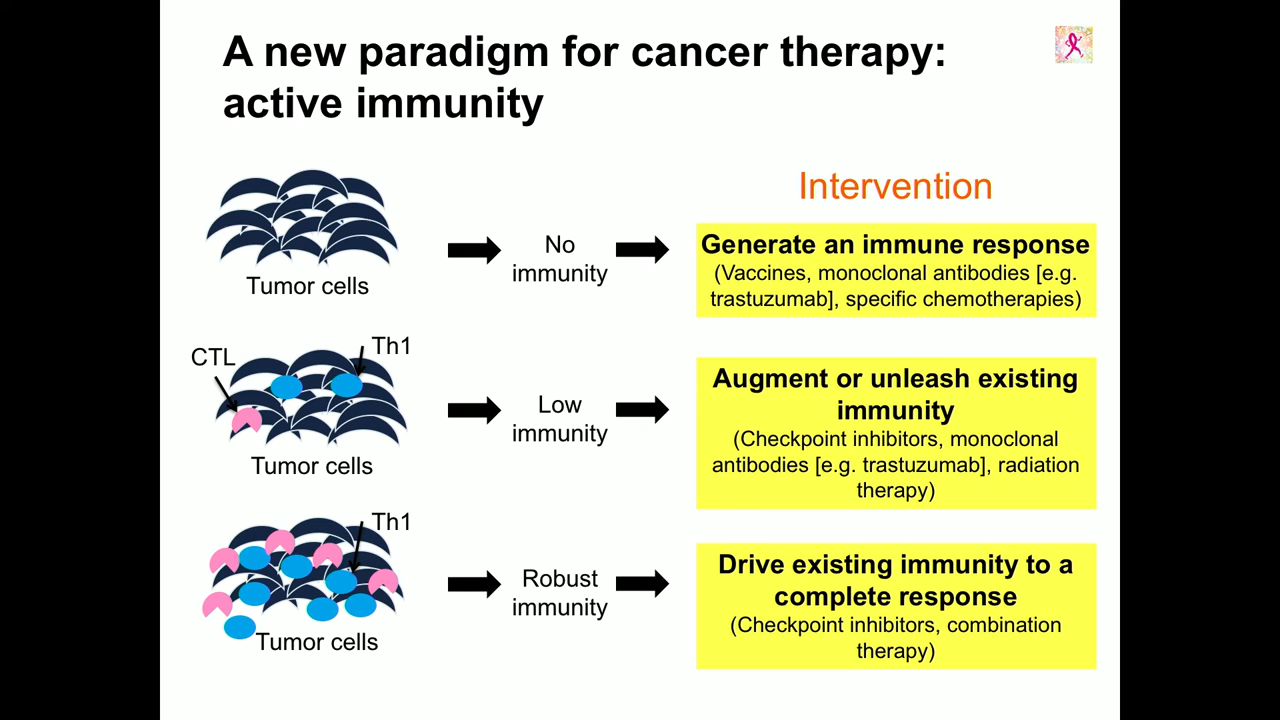 A new paradigm for cancer therapy:
active immunity
Intervention
Tumor cells
No
immunity
Generate an immune response
(Vaccines, monoclonal antibodies [e.g.
trastuzumab], specific chemotherapies)
CTL
Th1
Tumor cells
Low
immunity
Augment or unleash existing
immunity
(Checkpoint inhibitors, monoclonal
antibodies [e.g. trastuzumab], radiation
therapy)
Th1
Tumor cells
Robust
immunity
Drive existing immunity to a
complete response
(Checkpoint inhibitors, combination
therapy)